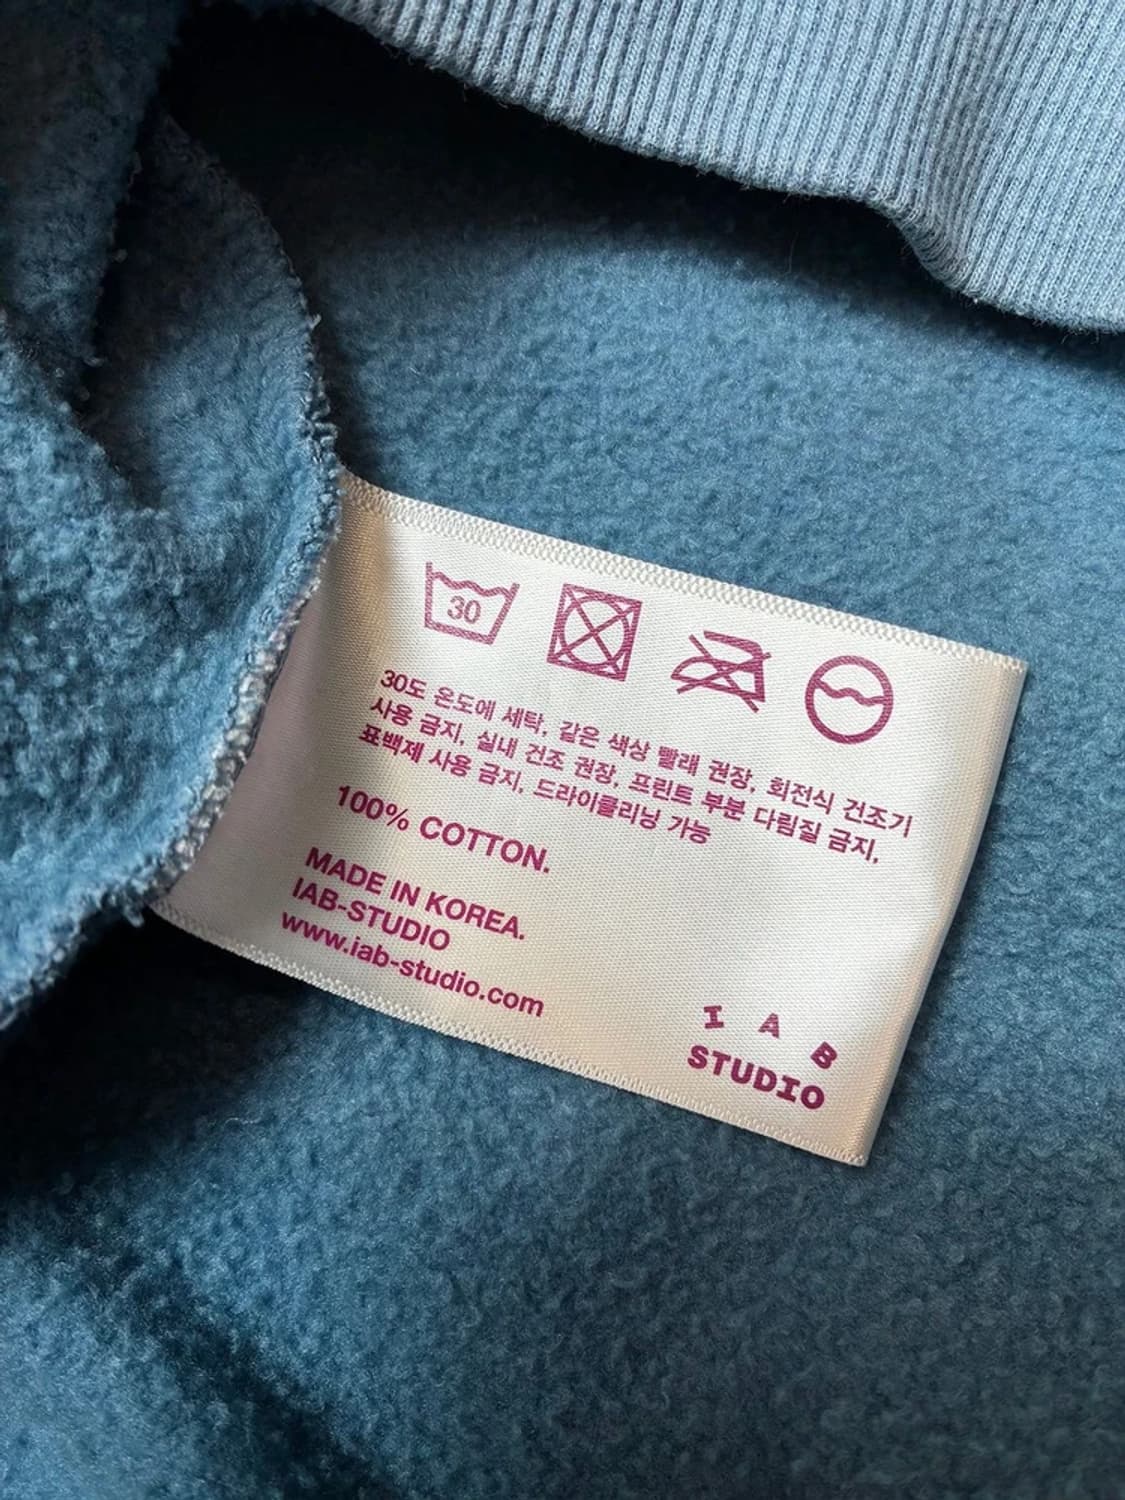 30
30도 온도에 세탁, 같은 색상 빨래 권장, 회전식 건조기
사용 금지, 실내 건조 권장, 프린트 부분 다림질 금지,
표백제 사용 금지, 드라이클리닝 가능
100% COTTON.
MADE IN KOREA.
IAB-STUDIO
www.iab-studio.com
I A B
STUDIO